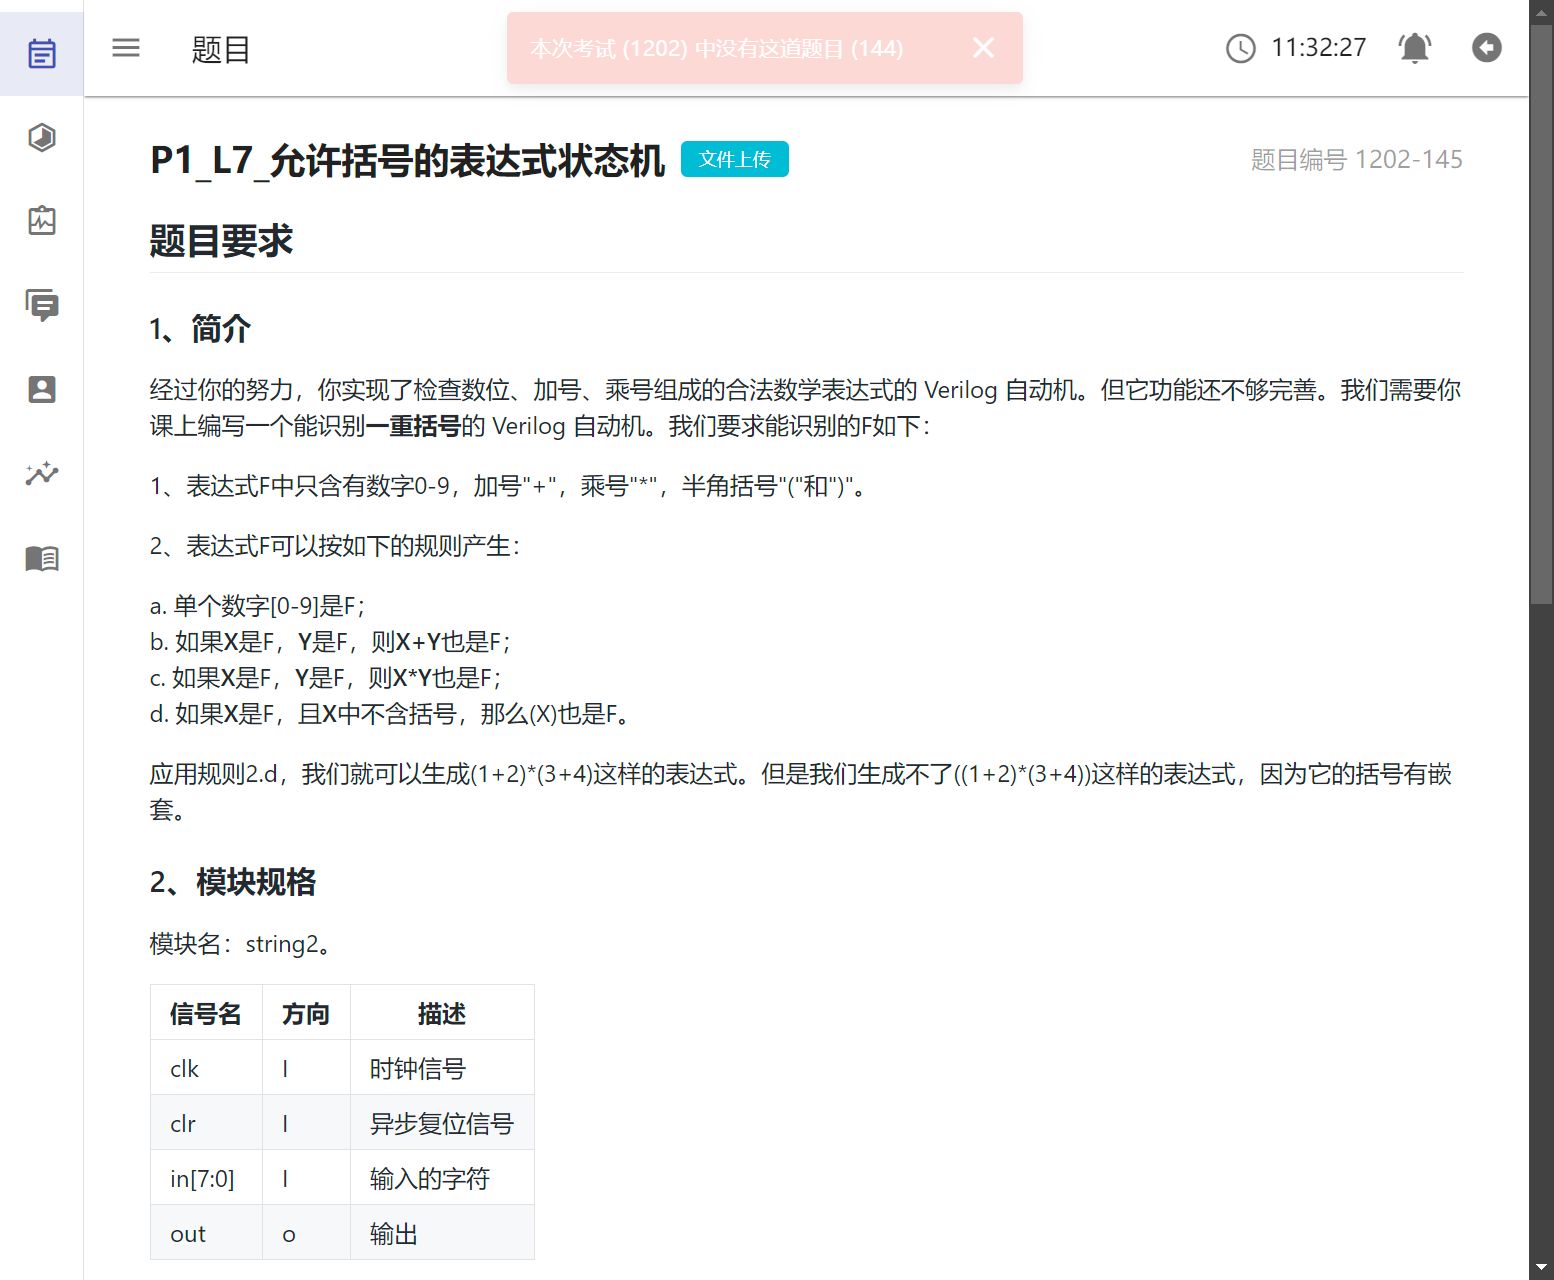 题目
本次考试 (1202) 中没有这道题目 (144)
11:32:27
P1_L7_允许括号的表达式状态机
文件上传
题目编号 1202-145
题目要求
1、简介
经过你的努力，你实现了检查数位、加号、乘号组成的合法数学表达式的 Verilog 自动机。但它功能还不够完善。我们需要你
课上编写一个能识别一重括号的 Verilog 自动机。我们要求能识别的F如下：
1、表达式F中只含有数字0-9，加号"+"，乘号"*"，半角括号"("和")"。
2、表达式F可以按如下的规则产生：
a. 单个数字[0-9]是F；
b. 如果X是F，Y是F，则X+Y也是F；
c. 如果X是F，Y是F，则X*Y也是F；
d. 如果X是F，且X中不含括号，那么(X)也是F。
应用规则2.d，我们就可以生成(1+2)*(3+4)这样的表达式。但是我们生成不了((1+2)*(3+4))这样的表达式，因为它的括号有嵌
套。
2、模块规格
模块名：string2。
信号名 方向 描述
clk I 时钟信号
clr I 异步复位信号
in[7:0] I 输入的字符
out o 输出